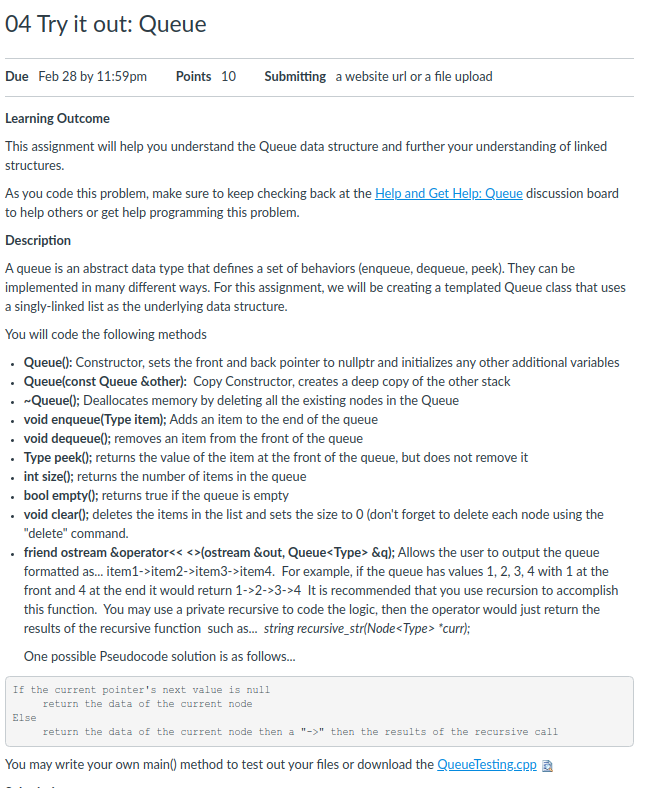 04 Try it out: Queue
Due Feb 28 by 11:59pm Points 10 Submitting a website url or a file upload
Learning Outcome
This assignment will help you understand the Queue data structure and further your understanding of linked
structures.
As you code this problem, make sure to keep checking back at the Help and Get Help: Queue discussion board
to help others or get help programming this problem.
Description
A queue is an abstract data type that defines a set of behaviors (enqueue, dequeue, peek). They can be
implemented in many different ways. For this assignment, we will be creating a templated Queue class that uses
a singly-linked list as the underlying data structure.
You will code the following methods
• Queue(): Constructor, sets the front and back pointer to nullptr and initializes any other additional variables
• Queue(const Queue &other): Copy Constructor, creates a deep copy of the other stack
• ~Queue(); Deallocates memory by deleting all the existing nodes in the Queue
• void enqueue(Type item); Adds an item to the end of the queue
• void dequeue(); removes an item from the front of the queue
• Type peek(); returns the value of the item at the front of the queue, but does not remove it
• int size(); returns the number of items in the queue
• bool empty(); returns true if the queue is empty
• void clear(); deletes the items in the list and sets the size to 0 (don't forget to delete each node using the
"delete" command.
• friend ostream &operator<< <>(ostream &out, Queue<Type> &q); Allows the user to output the queue
formatted as... item1->item2->item3->item4. For example, if the queue has values 1, 2, 3, 4 with 1 at the
front and 4 at the end it would return 1->2->3->4 It is recommended that you use recursion to accomplish
this function. You may use a private recursive to code the logic, then the operator would just return the
results of the recursive function such as... string recursive_str(Node<Type> *curr);
One possible Pseudocode solution is as follows...
If the current pointer's next value is null
return the data of the current node
Else
return the data of the current node then a "->" then the results of the recursive call
You may write your own main() method to test out your files or download the QueueTesting.cpp